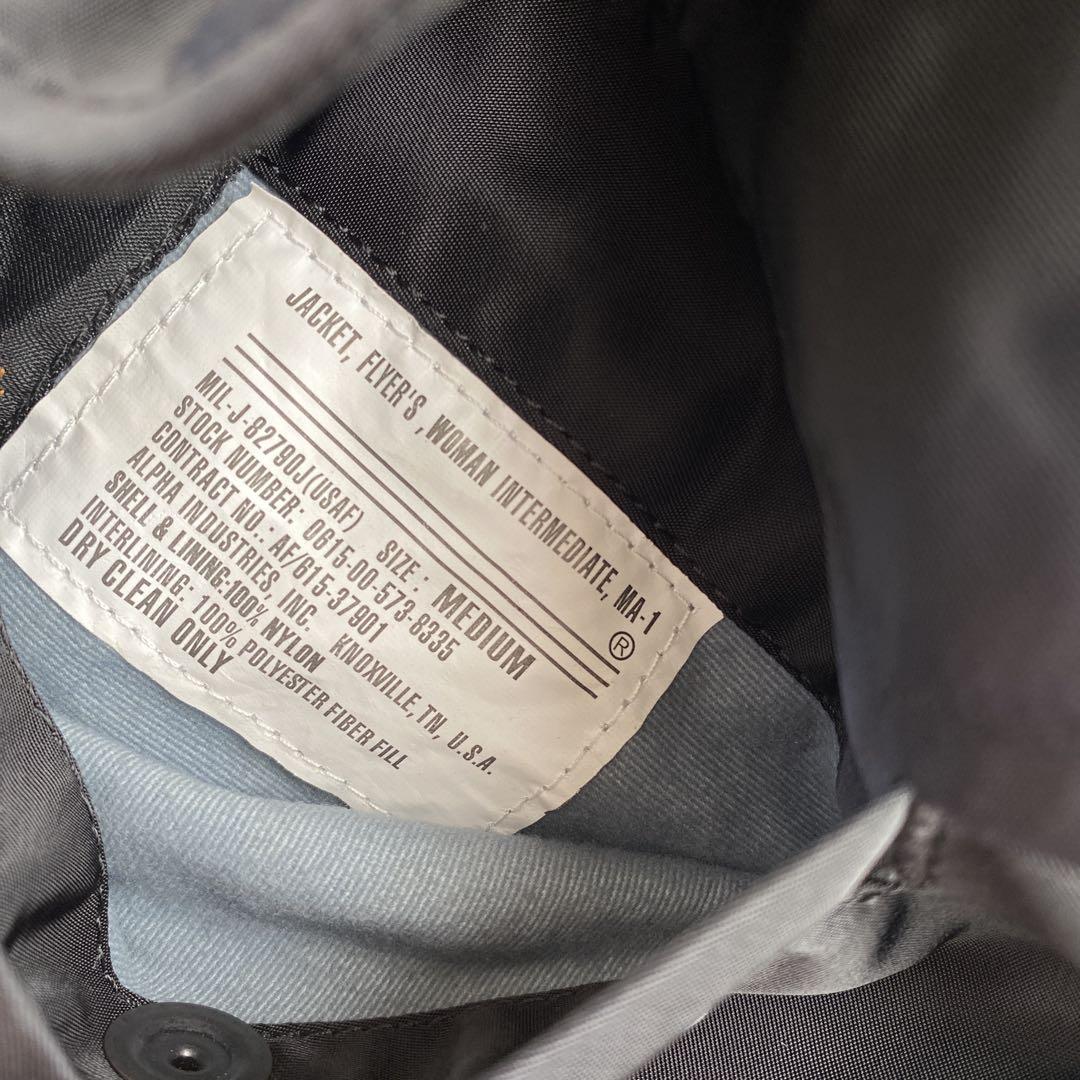 JACKET, FLYER'S, WOMAN INTERMEDIATE, MA-1
®
MIL-J-82790J(USAF) SIZE: MEDIUM
STOCK NUMBER: 0615-00-573-8335
CONTRACT NO.: AF/615-37901
ALPHA INDUSTRIES, INC. KNOXVILLE, TN, U.S.A.
SHELL & LINING:100% NYLON
INTERLINING: 100% POLYESTER FIBER FILL
DRY CLEAN ONLY